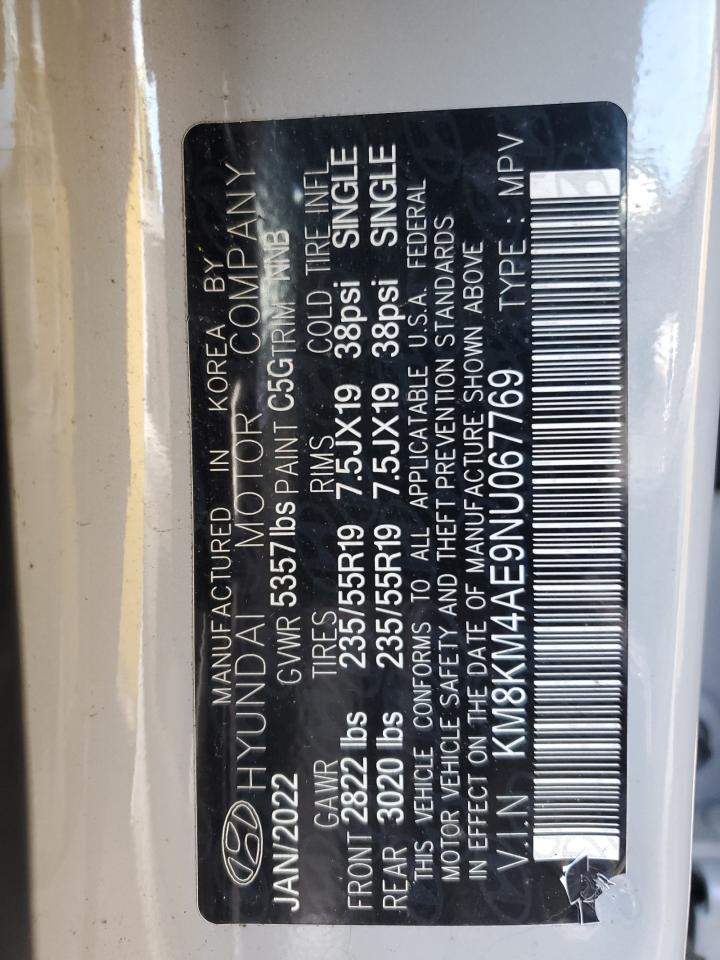 MANUFACTURED IN KOREA BY
HYUNDAI MOTOR COMPANY
JAN/2022 GVWR 5357lbs PAINT C5G TRIM NNB
GAWR TIRES RIMS COLD TIRE INFL
FRONT 2822 lbs 235/55R19 7.5JX19 38psi SINGLE
REAR 3020 lbs 235/55R19 7.5JX19 38psi SINGLE
THIS VEHICLE CONFORMS TO ALL APPLICATABLE U.S.A. FEDERAL
MOTOR VEHICLE SAFETY AND THEFT PREVENTION STANDARDS
IN EFFECT ON THE DATE OF MANUFACTURE SHOWN ABOVE
V.I.N KM8KM4AE9NU067769 TYPE : MPV